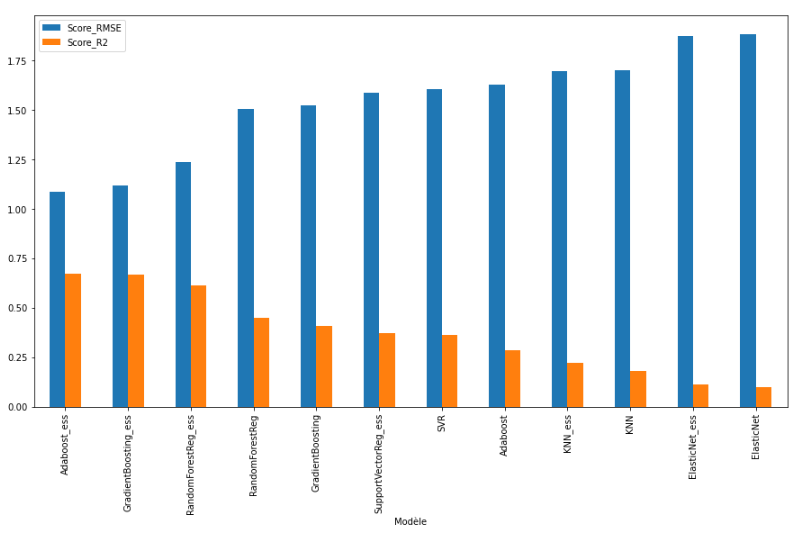 Score_RMSE
Score_R2
1.75
1.50
1.25
1.00
0.75
0.50
0.25
0.00
Adaboost_ess
GradientBoosting_ess
RandomForestReg_ess
RandomForestReg
GradientBoosting
SupportVectorReg_ess
SVR
Adaboost
KNN_ess
KNN
ElasticNet_ess
ElasticNet
Modèle